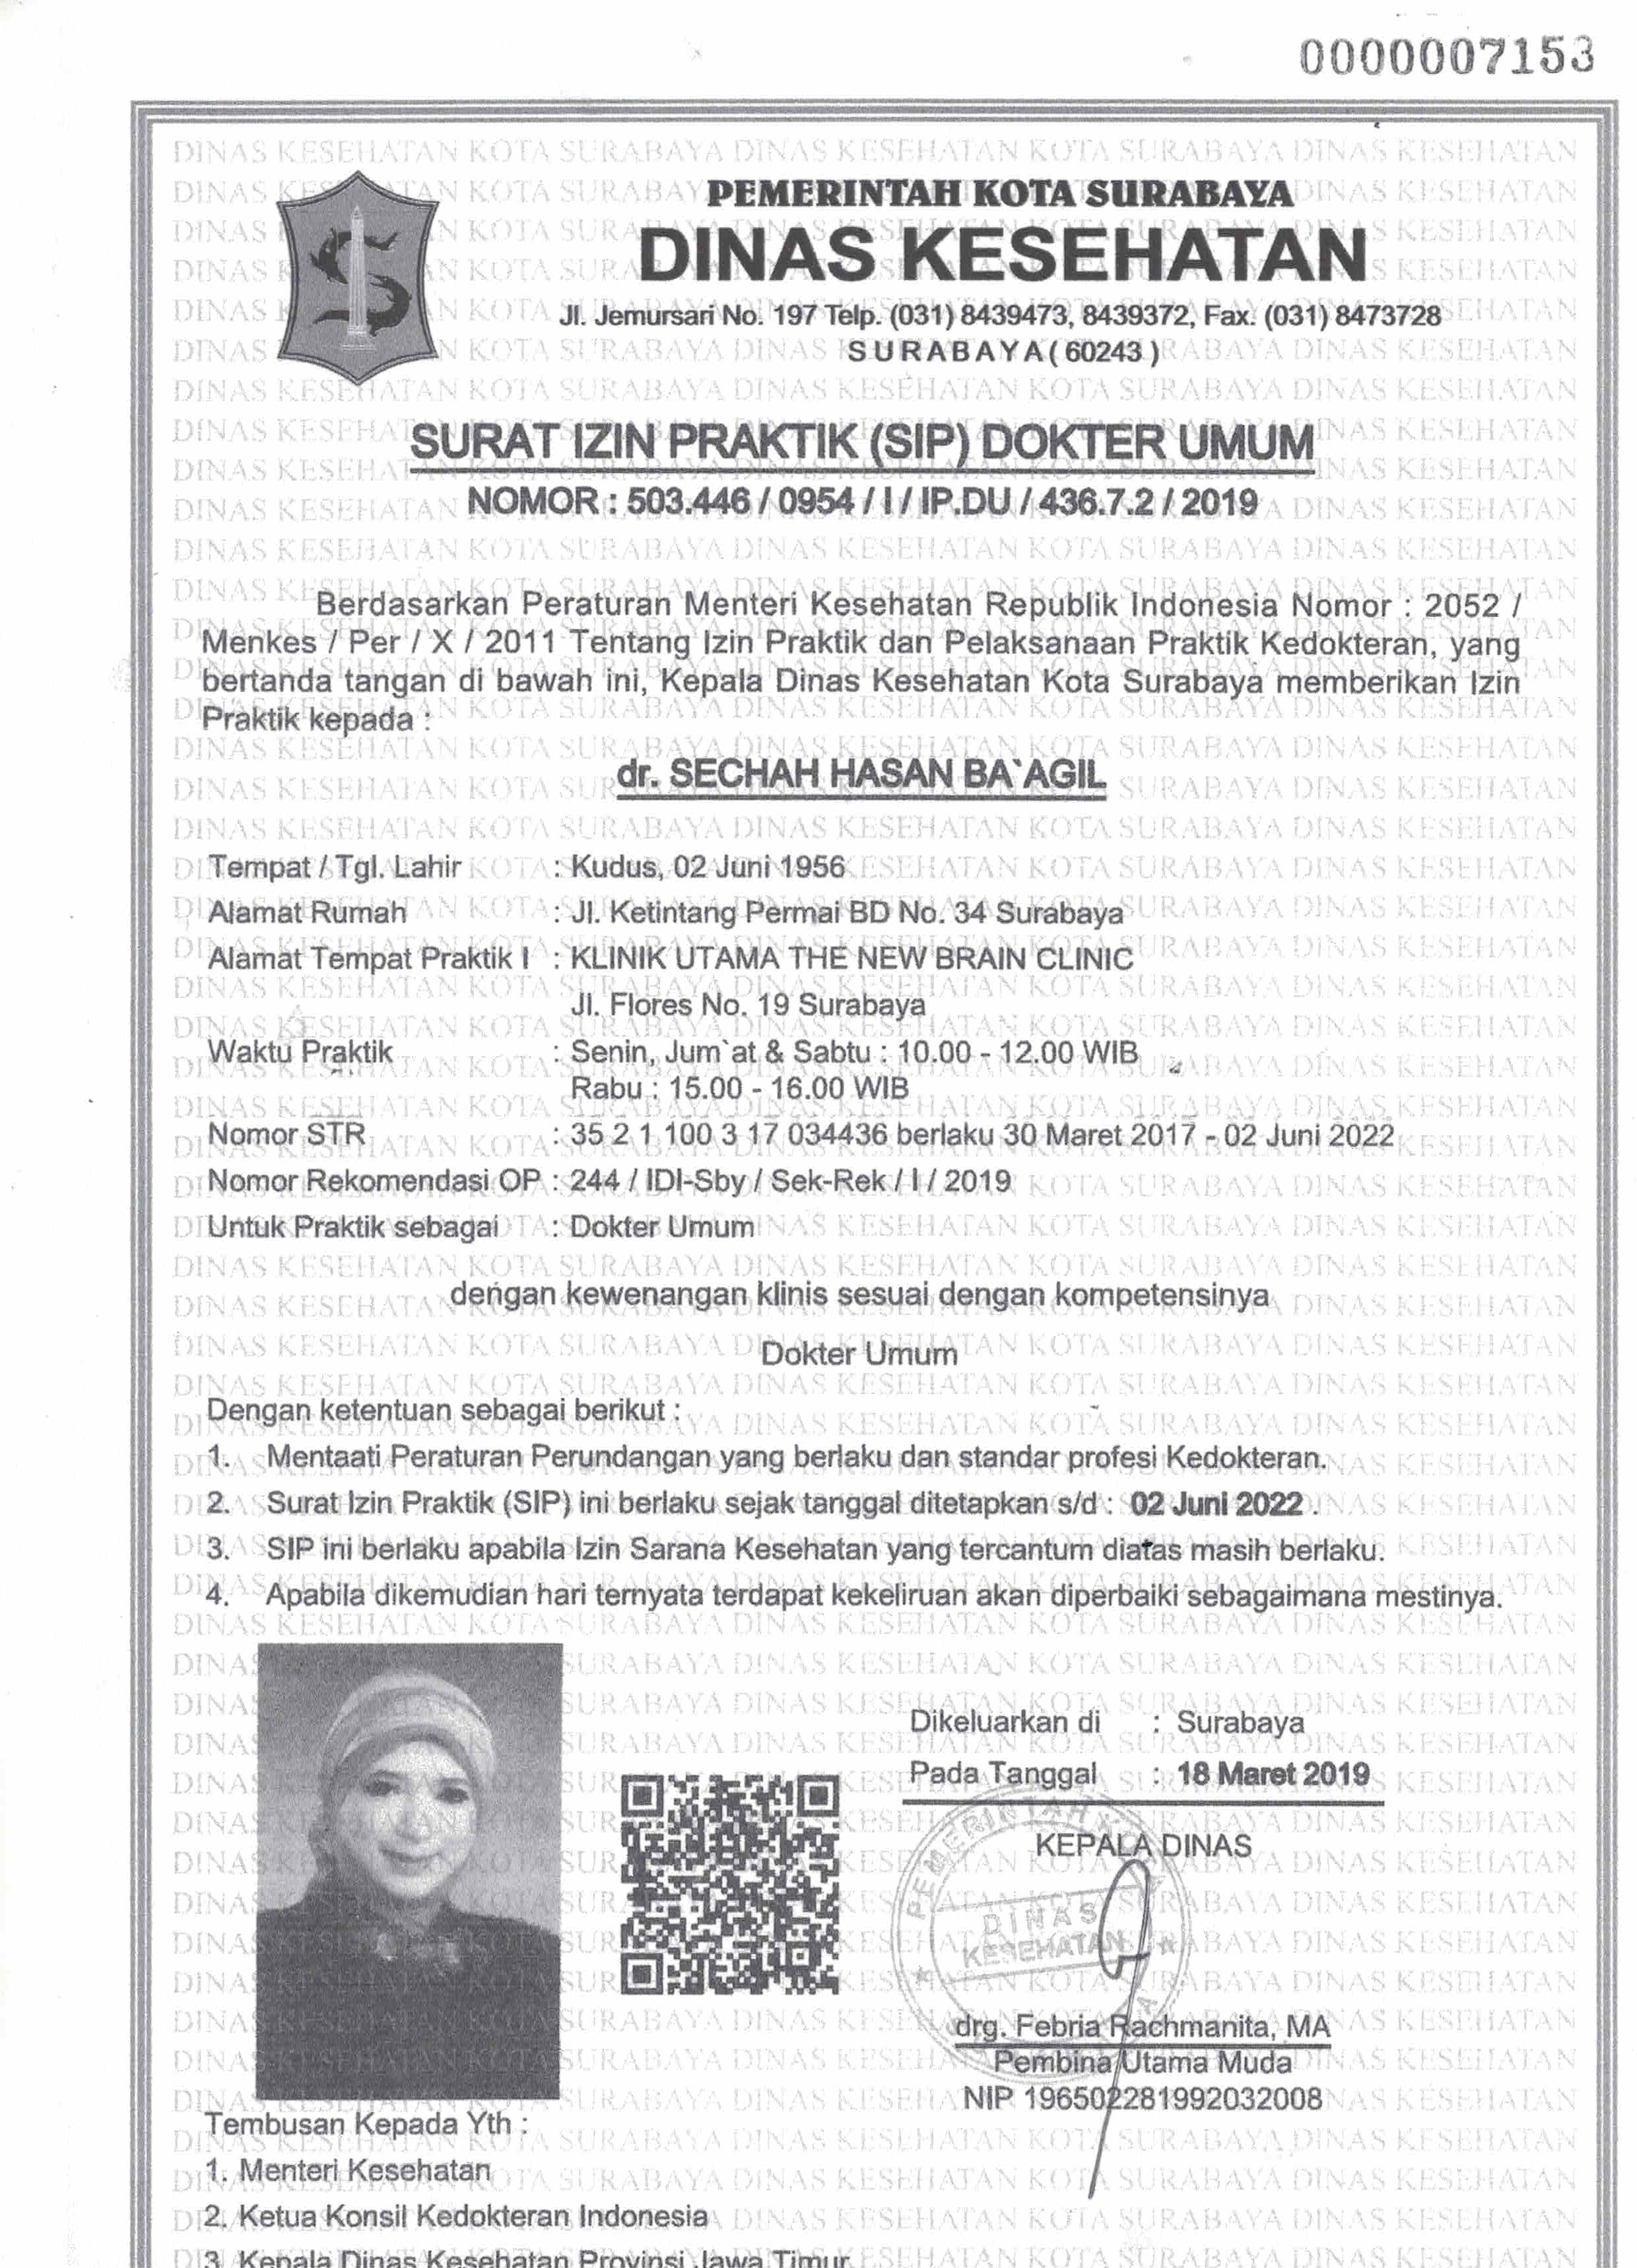 0000007153
PEMERINTAH KOTA SURABAYA
DINAS KESEHATAN
Jl. Jemursari No. 197 Telp. (031) 8439473, 8439372, Fax. (031) 8473728
SURABAYA ( 60243 )
SURAT IZIN PRAKTIK (SIP) DOKTER UMUM
NOMOR : 503.446 / 0954 / I / IP.DU / 436.7.2 / 2019
Berdasarkan Peraturan Menteri Kesehatan Republik Indonesia Nomor : 2052 /
Menkes / Per / X / 2011 Tentang Izin Praktik dan Pelaksanaan Praktik Kedokteran, yang
bertanda tangan di bawah ini, Kepala Dinas Kesehatan Kota Surabaya memberikan Izin
Praktik kepada :
dr. SECHAH HASAN BA`AGIL
Tempat / Tgl. Lahir : Kudus, 02 Juni 1956
Alamat Rumah : Jl. Ketintang Permai BD No. 34 Surabaya
Alamat Tempat Praktik I : KLINIK UTAMA THE NEW BRAIN CLINIC
Jl. Flores No. 19 Surabaya
Waktu Praktik : Senin, Jum`at & Sabtu : 10.00 - 12.00 WIB
Rabu : 15.00 - 16.00 WIB
Nomor STR : 35 2 1 100 3 17 034436 berlaku 30 Maret 2017 - 02 Juni 2022
Nomor Rekomendasi OP : 244 / IDI-Sby / Sek-Rek / I / 2019
Untuk Praktik sebagai : Dokter Umum
dengan kewenangan klinis sesuai dengan kompetensinya
Dokter Umum
Dengan ketentuan sebagai berikut :
1. Mentaati Peraturan Perundangan yang berlaku dan standar profesi Kedokteran.
2. Surat Izin Praktik (SIP) ini berlaku sejak tanggal ditetapkan s/d : 02 Juni 2022 .
3. SIP ini berlaku apabila Izin Sarana Kesehatan yang tercantum diatas masih berlaku.
4. Apabila dikemudian hari ternyata terdapat kekeliruan akan diperbaiki sebagaimana mestinya.
Dikeluarkan di : Surabaya
Pada Tanggal : 18 Maret 2019
KEPALA DINAS
PEMERINTAH KOTA
DINAS
KESEHATAN
drg. Febria Rachmanita, MA
Pembina Utama Muda
NIP 196502281992032008
Tembusan Kepada Yth :
1. Menteri Kesehatan
2. Ketua Konsil Kedokteran Indonesia
3. Kepala Dinas Kesehatan Provinsi Jawa Timur